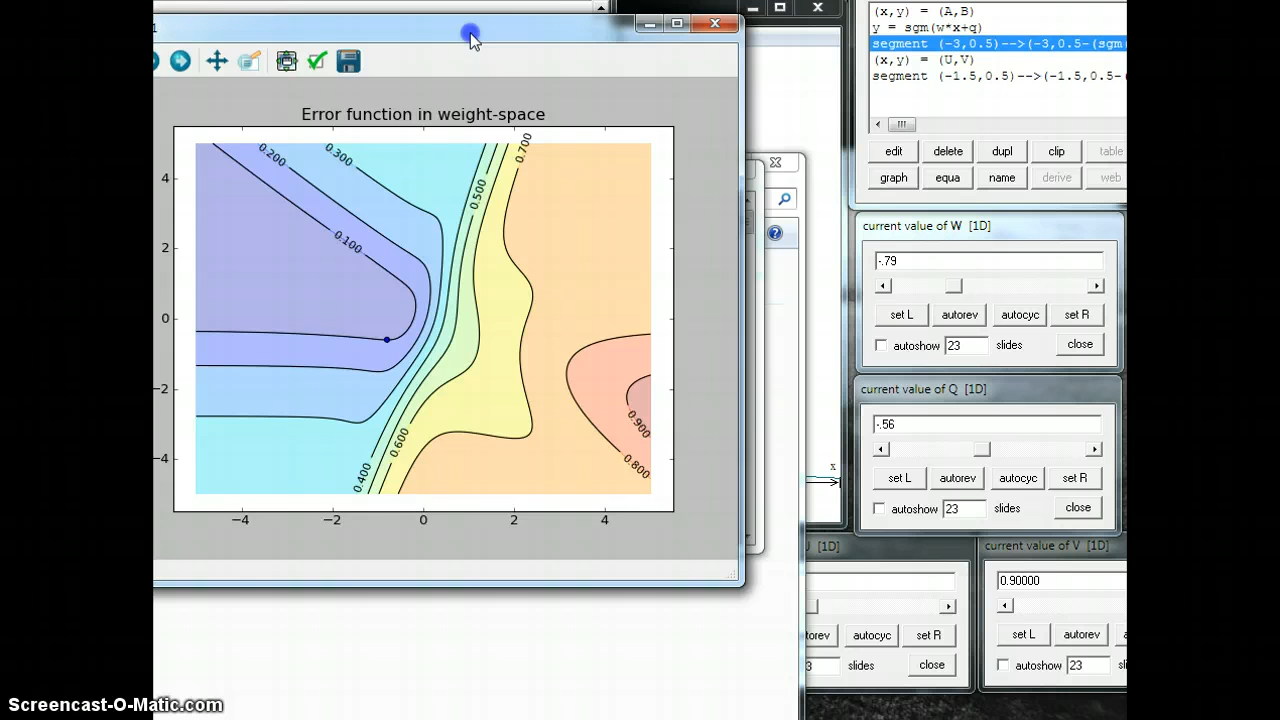 1
Error function in weight-space
0.200
0.300
0.700
0.500
0.100
0.600
0.400
0.900
0.800
4
2
0
−2
−4
−4
−2
0
2
4
x
(x,y) = (A,B)
y = sgm(w*x+q)
segment (-3,0.5)-->(-3,0.5-(sgm
(x,y) = (U,V)
segment (-1.5,0.5)-->(-1.5,0.5-
edit delete dupl clip table
graph equa name derive web
current value of W [1D]
-.79
set L autorev autocyc set R
autoshow 23 slides close
current value of Q [1D]
-.56
set L autorev autocyc set R
autoshow 23 slides close
[1D]
torev autocyc set R
3 slides close
current value of V [1D]
0.90000
set L autorev
autoshow 23 sli
Screencast-O-Matic.com